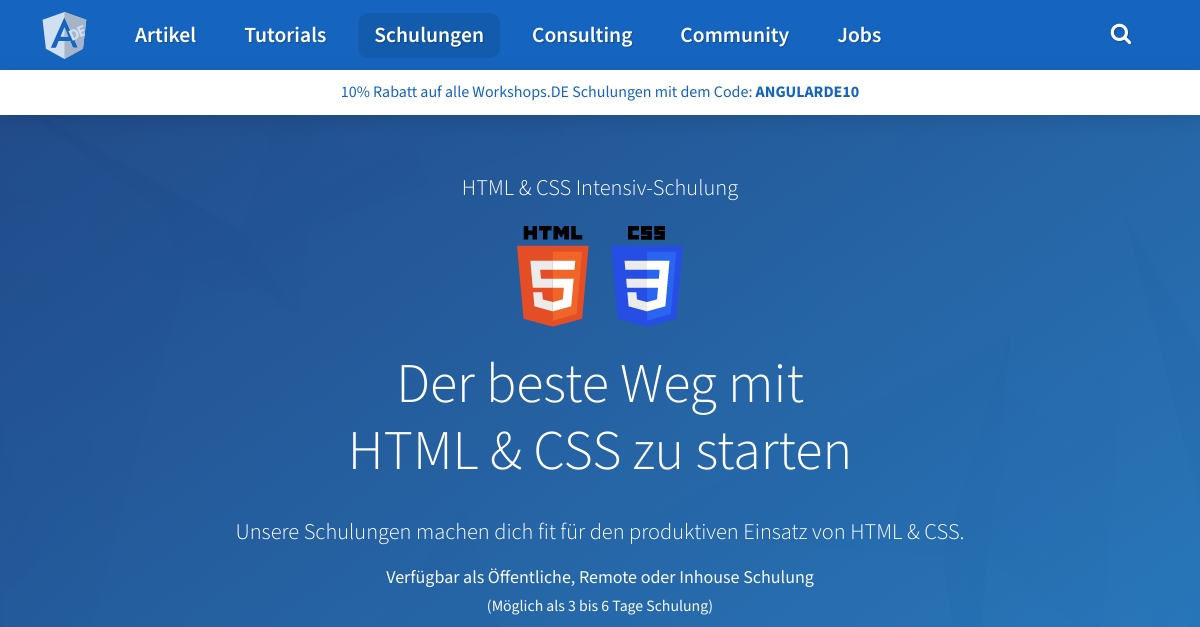 A DE
Artikel
Tutorials
Schulungen
Consulting
Community
Jobs
10% Rabatt auf alle Workshops.DE Schulungen mit dem Code: ANGULARDE10
HTML & CSS Intensiv-Schulung
HTML CSS
5 3
Der beste Weg mit
HTML & CSS zu starten
Unsere Schulungen machen dich fit für den produktiven Einsatz von HTML & CSS.
Verfügbar als Öffentliche, Remote oder Inhouse Schulung
(Möglich als 3 bis 6 Tage Schulung)